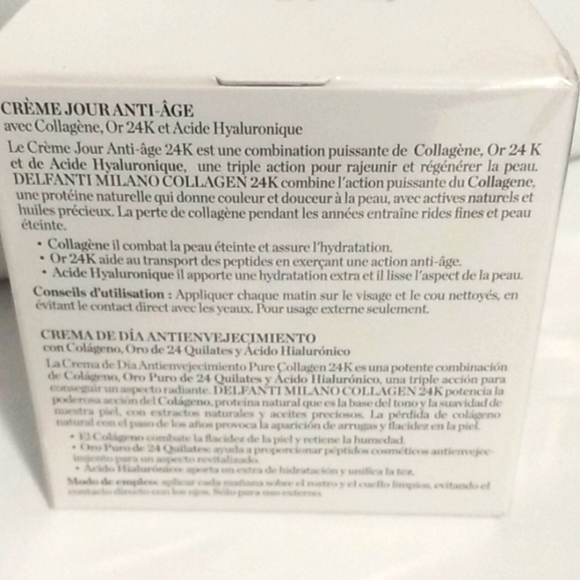 CRÈME JOUR ANTI-ÂGE
avec Collagène, Or 24K et Acide Hyaluronique
Le Crème Jour Anti-âge 24K est une combination puissante de Collagène, Or 24 K
et de Acide Hyaluronique, une triple action pour rajeunir et régénérer la peau.
DELFANTI MILANO COLLAGEN 24K combine l'action puissante du Collagene,
une protéine naturelle qui donne couleur et douceur à la peau, avec actives naturels et
huiles précieux. La perte de collagène pendant les années entraîne rides fines et peau
éteinte.
• Collagène il combat la peau éteinte et assure l'hydratation.
• Or 24K aide au transport des peptides en exerçant une action anti-âge.
• Acide Hyaluronique il apporte une hydratation extra et il lisse l'aspect de la peau.
Conseils d'utilisation : Appliquer chaque matin sur le visage et le cou nettoyés, en
évitant le contact direct avec les yeaux. Pour usage externe seulement.
CREMA DE DÍA ANTIENVEJECIMIENTO
con Colágeno, Oro de 24 Quilates y Ácido Hialurónico
La Crema de Día Antienvejecimiento Pure Collagen 24K es una potente combinación
de Colágeno, Oro Puro de 24 Quilates y Ácido Hialurónico, una triple acción para
conseguir un aspecto radiante. DELFANTI MILANO COLLAGEN 24K potencia la
poderosa acción del Colágeno, proteína natural que es la base del tono y la suavidad de
nuestra piel, con extractos naturales y aceites preciosos. La pérdida de colágeno
natural con el paso de los años provoca la aparición de arrugas y flacidez en la piel.
• El Colágeno combate la flacidez de la piel y retiene la humedad.
• Oro Puro de 24 Quilates: ayuda a proporcionar péptidos cosméticos antienvejec-
imiento para un aspecto revitalizado.
• Ácido Hialurónico: aporta un extra de hidratación y unifica la tez.
Modo de empleo: aplicar cada mañana sobre el rostro y el cuello limpios, evitando el
contacto directo con los ojos. Sólo para uso externo.